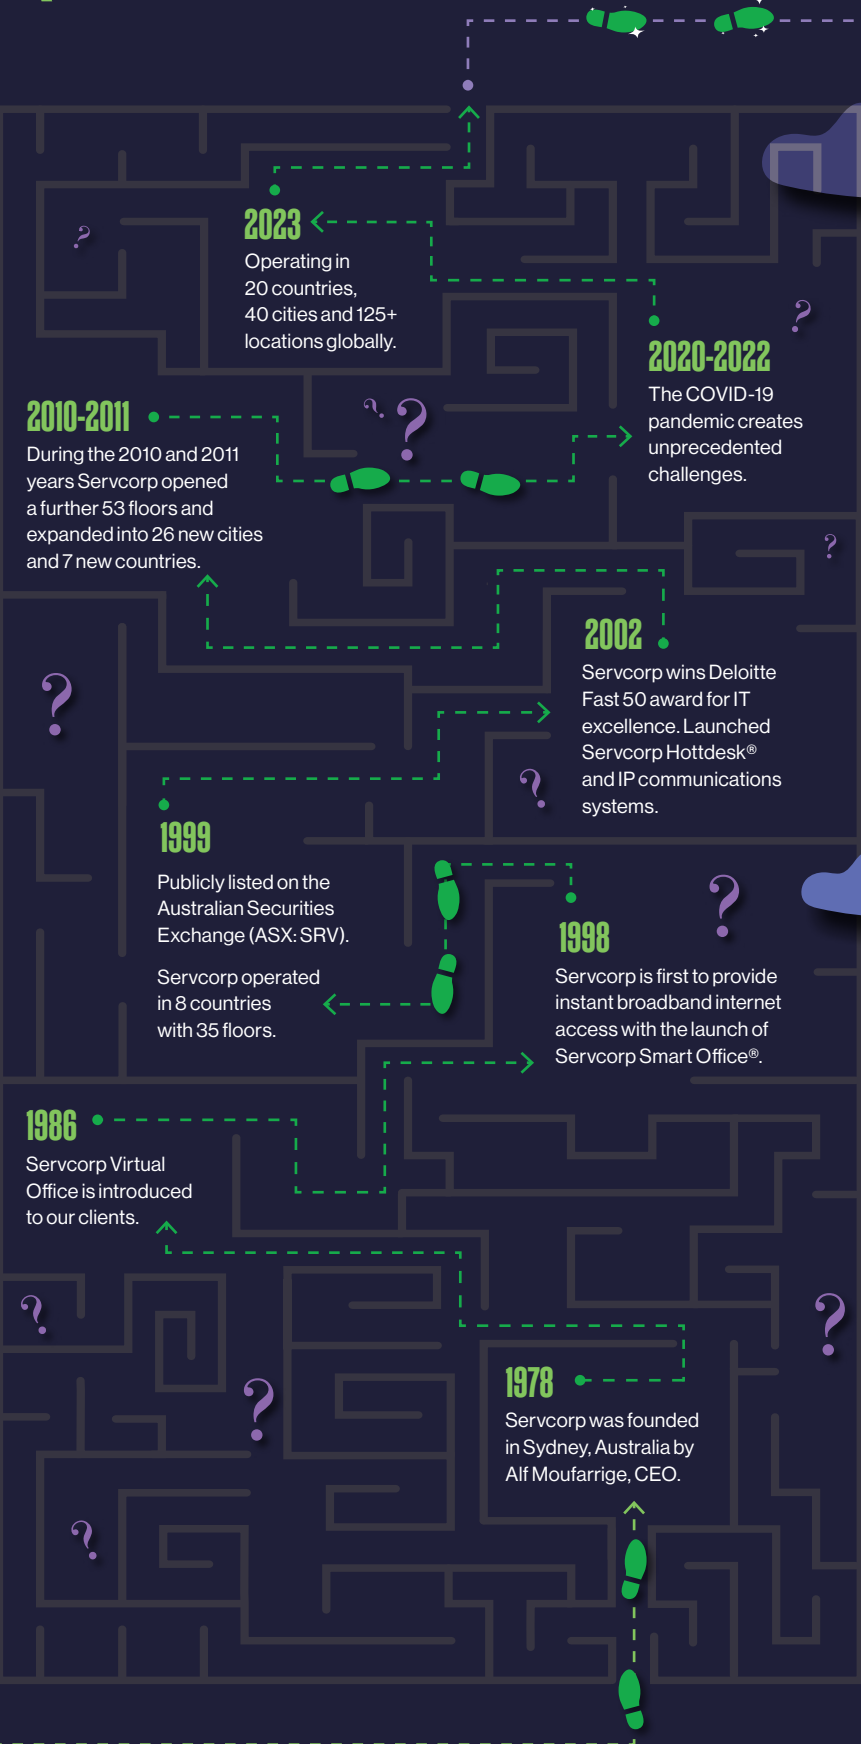 2023
Operating in
20 countries,
40 cities and 125+
locations globally.
2020-2022
The COVID-19
pandemic creates
unprecedented
challenges.
2010-2011
During the 2010 and 2011
years Servcorp opened
a further 53 floors and
expanded into 26 new cities
and 7 new countries.
2002
Servcorp wins Deloitte
Fast 50 award for IT
excellence. Launched
Servcorp Hottdesk®
and IP communications
systems.
1999
Publicly listed on the
Australian Securities
Exchange (ASX: SRV).
Servcorp operated
in 8 countries
with 35 floors.
1998
Servcorp is first to provide
instant broadband internet
access with the launch of
Servcorp Smart Office®.
1986
Servcorp Virtual
Office is introduced
to our clients.
1978
Servcorp was founded
in Sydney, Australia by
Alf Moufarrige, CEO.